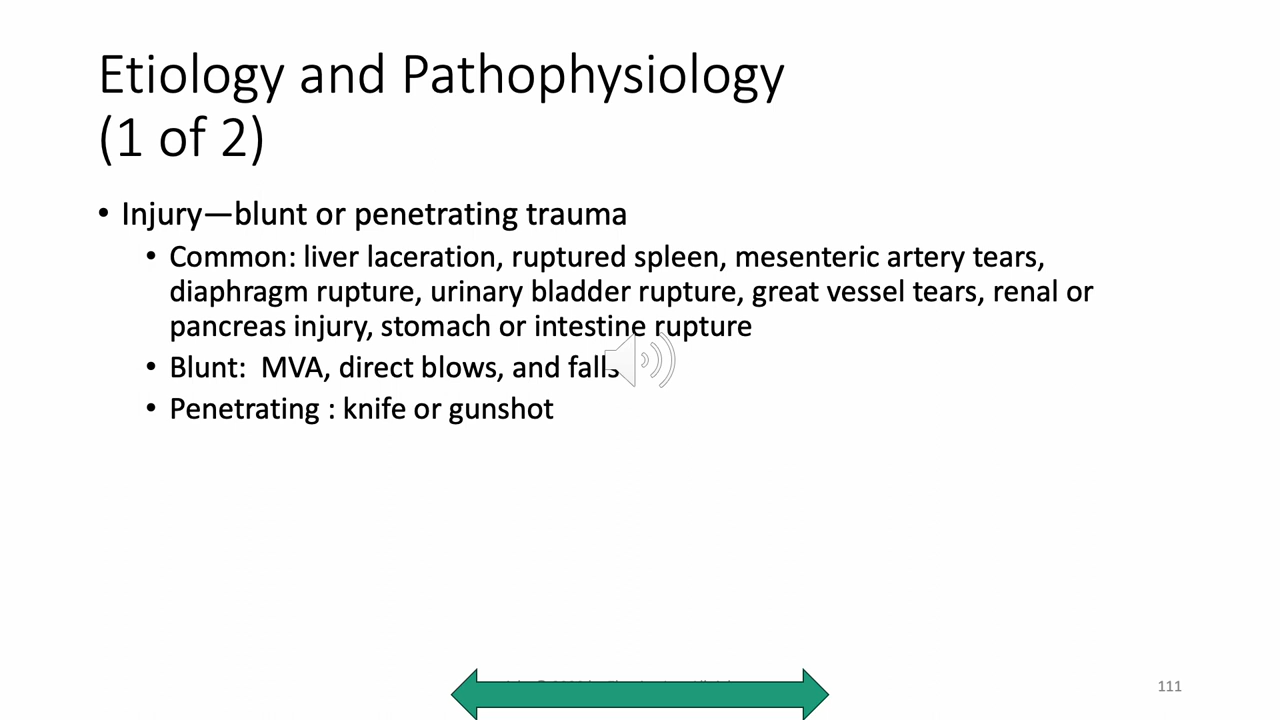 Etiology and Pathophysiology
(1 of 2)
• Injury—blunt or penetrating trauma
• Common: liver laceration, ruptured spleen, mesenteric artery tears,
diaphragm rupture, urinary bladder rupture, great vessel tears, renal or
pancreas injury, stomach or intestine rupture
• Blunt:  MVA, direct blows, and falls
• Penetrating : knife or gunshot
111